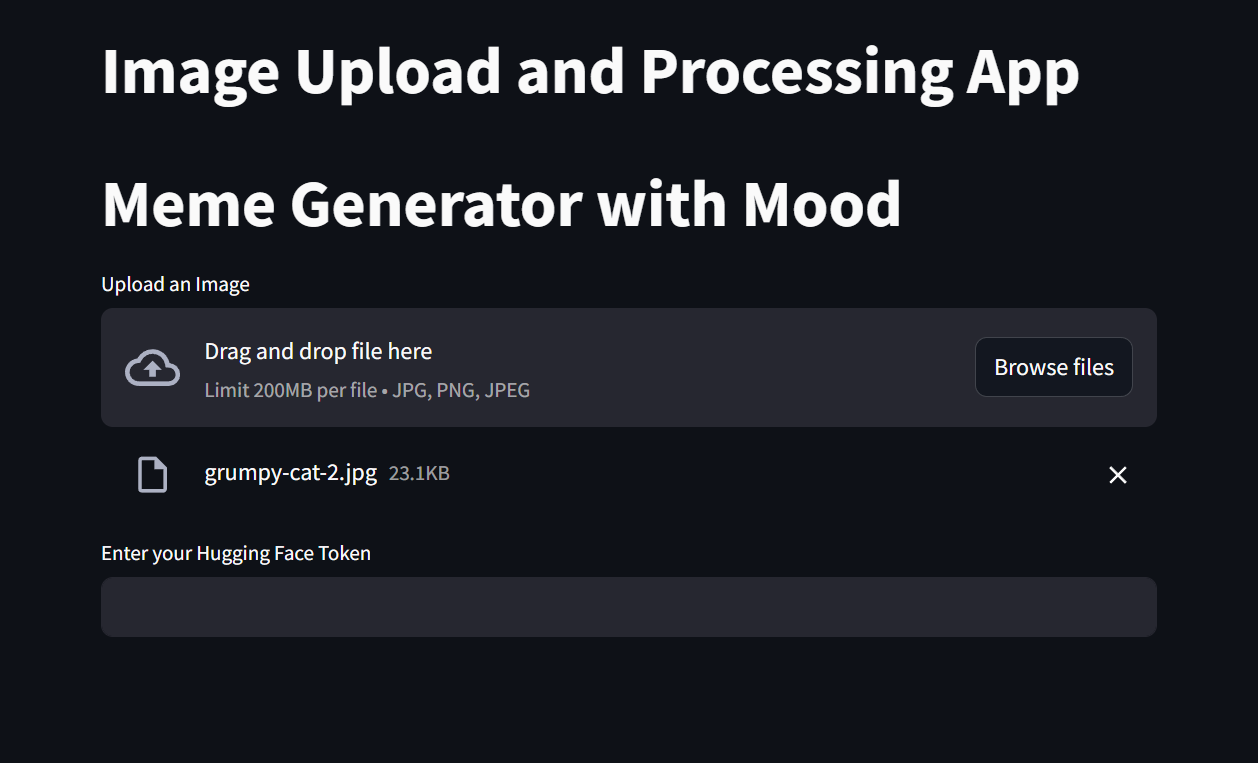 Image Upload and Processing App
Meme Generator with Mood
Upload an Image
Drag and drop file here
Limit 200MB per file • JPG, PNG, JPEG
Browse files
grumpy-cat-2.jpg 23.1KB
Enter your Hugging Face Token